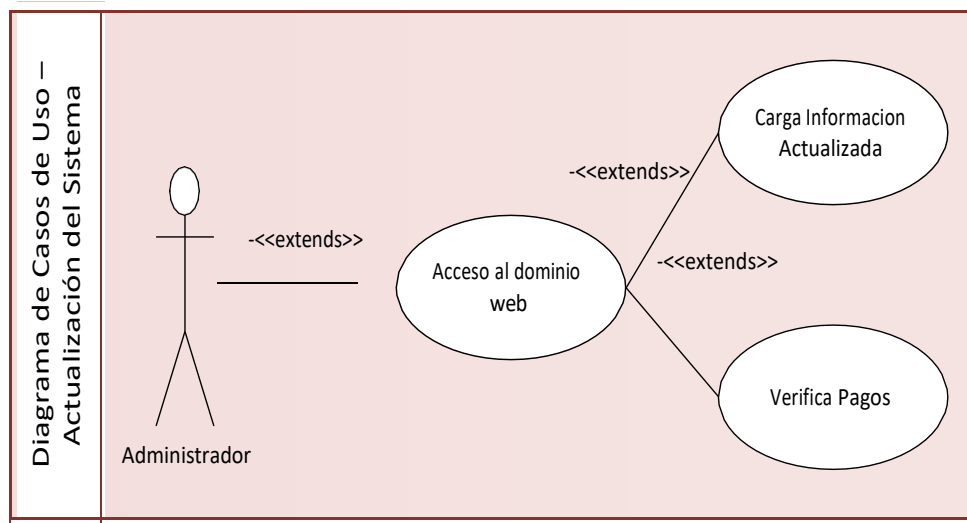 Diagrama de Casos de Uso –
Actualización del Sistema
Carga Informacion
Actualizada
-<<extends>>
-<<extends>>
-<<extends>>
Acceso al dominio
web
Verifica Pagos
Administrador